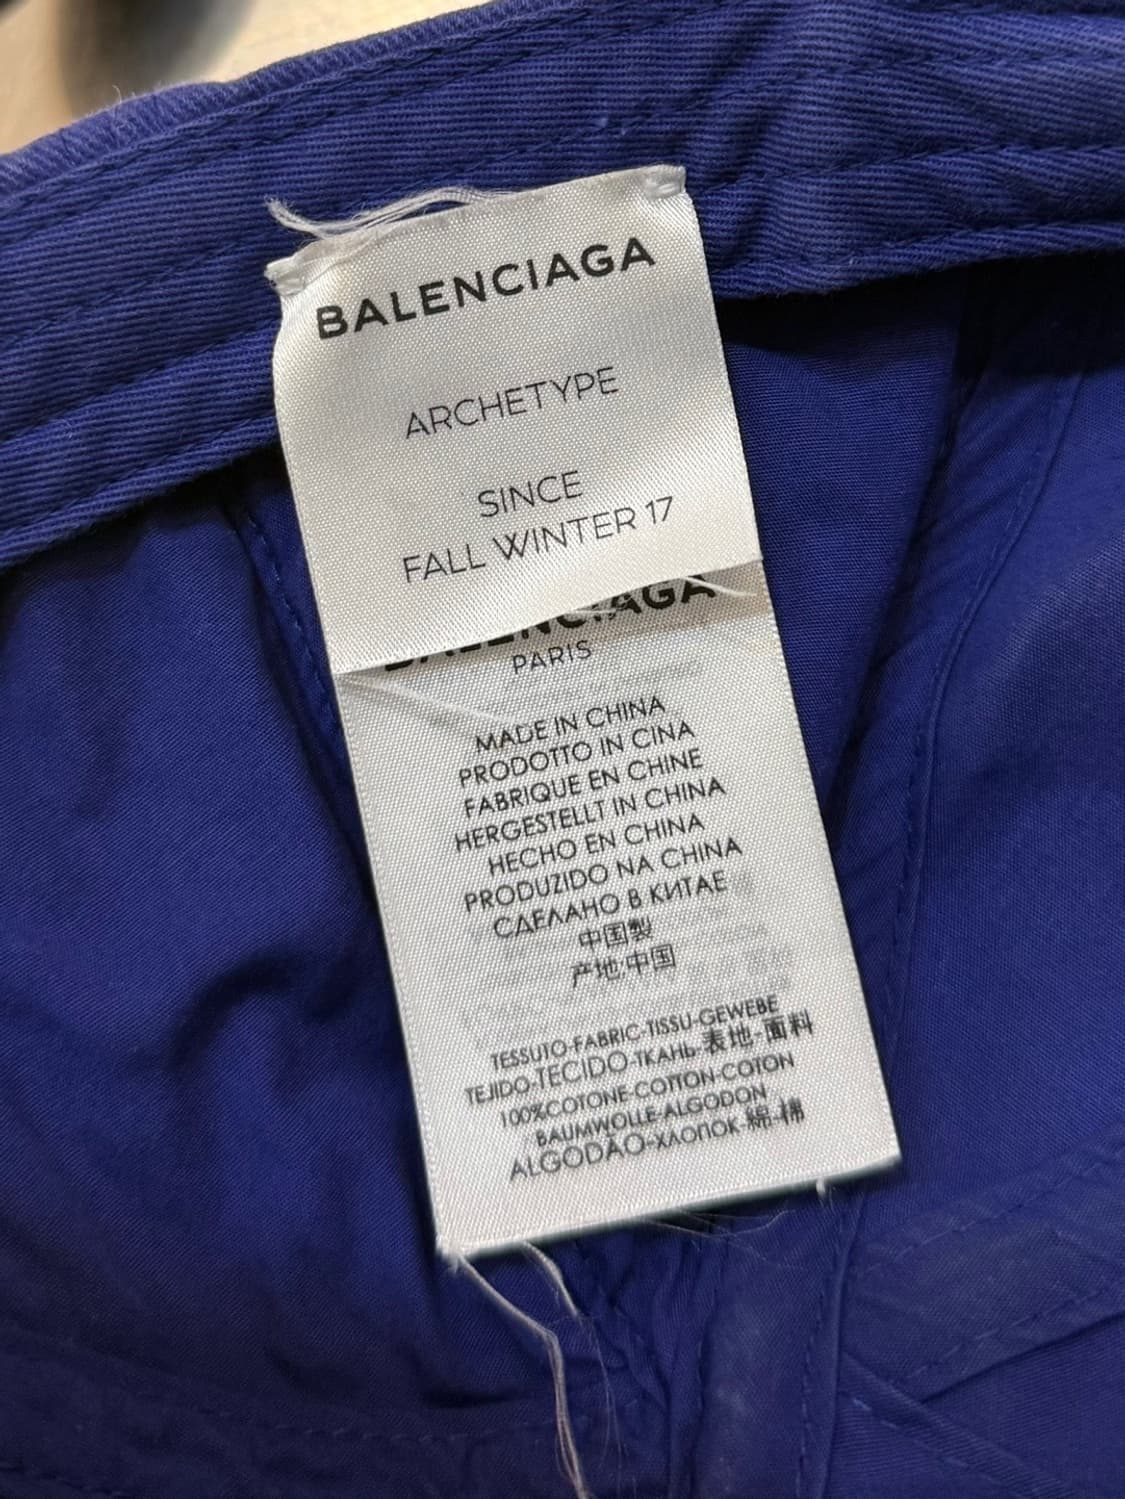 BALENCIAGA
ARCHETYPE
SINCE
FALL WINTER 17
BALENCIAGA
PARIS
MADE IN CHINA
PRODOTTO IN CINA
FABRIQUE EN CHINE
HERGESTELLT IN CHINA
HECHO EN CHINA
PRODUZIDO NA CHINA
СДЕЛАНО В КИТАЕ
中国製
产地:中国
TESSUTO-FABRIC-TISSU-GEWEBE
TEJIDO-TECIDO-ТКАНЬ-表地-面料
100%COTONE-COTTON-COTON
BAUMWOLLE-ALGODON
ALGODÃO-ХЛОПОК-綿-棉